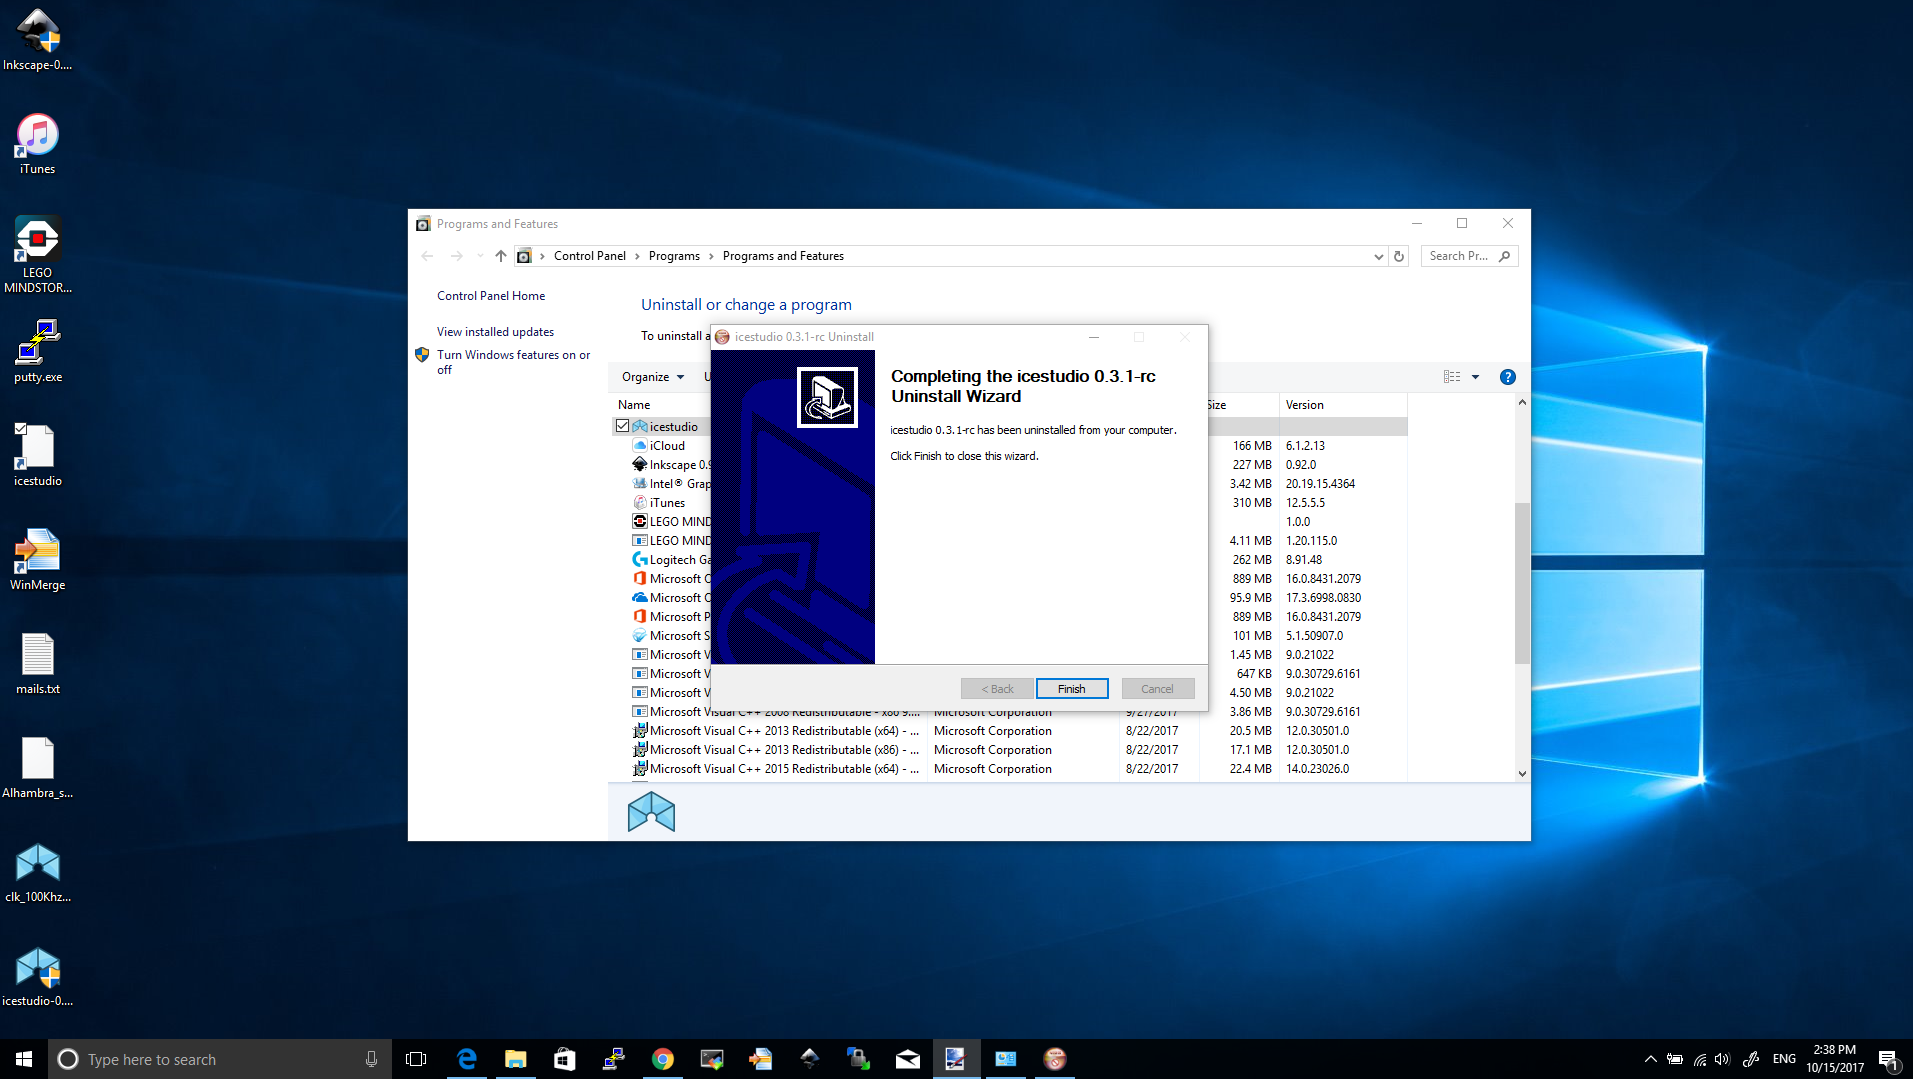 Inkscape-0....
iTunes
LEGO
MINDSTOR...
putty.exe
icestudio
WinMerge
mails.txt
Alhambra_s...
clk_100Khz...
icestudio-0....
Programs and Features
Control Panel
Programs
Programs and Features
Search Pr...
Control Panel Home
View installed updates
Turn Windows features on or
off
Uninstall or change a program
To uninstall a
Organize
U
Name
Size
Version
icestudio
iCloud
166 MB
6.1.2.13
Inkscape 0.9
227 MB
0.92.0
Intel® Grap
3.42 MB
20.19.15.4364
iTunes
310 MB
12.5.5.5
LEGO MIND
1.0.0
LEGO MIND
4.11 MB
1.20.115.0
Logitech Ga
262 MB
8.91.48
Microsoft O
889 MB
16.0.8431.2079
Microsoft O
95.9 MB
17.3.6998.0830
Microsoft P
889 MB
16.0.8431.2079
Microsoft S
101 MB
5.1.50907.0
Microsoft V
1.45 MB
9.0.21022
Microsoft V
647 KB
9.0.30729.6161
Microsoft V
4.50 MB
9.0.21022
Microsoft Visual C++ 2008 Redistributable - x86 9....
Microsoft Corporation
9/27/2017
3.86 MB
9.0.30729.6161
Microsoft Visual C++ 2013 Redistributable (x64) - ...
Microsoft Corporation
8/22/2017
20.5 MB
12.0.30501.0
Microsoft Visual C++ 2013 Redistributable (x86) - ...
Microsoft Corporation
8/22/2017
17.1 MB
12.0.30501.0
Microsoft Visual C++ 2015 Redistributable (x64) - ...
Microsoft Corporation
8/22/2017
22.4 MB
14.0.23026.0
icestudio 0.3.1-rc Uninstall
Completing the icestudio 0.3.1-rc
Uninstall Wizard
icestudio 0.3.1-rc has been uninstalled from your computer.
Click Finish to close this wizard.
< Back
Finish
Cancel
Type here to search
ENG
2:38 PM
10/15/2017
1